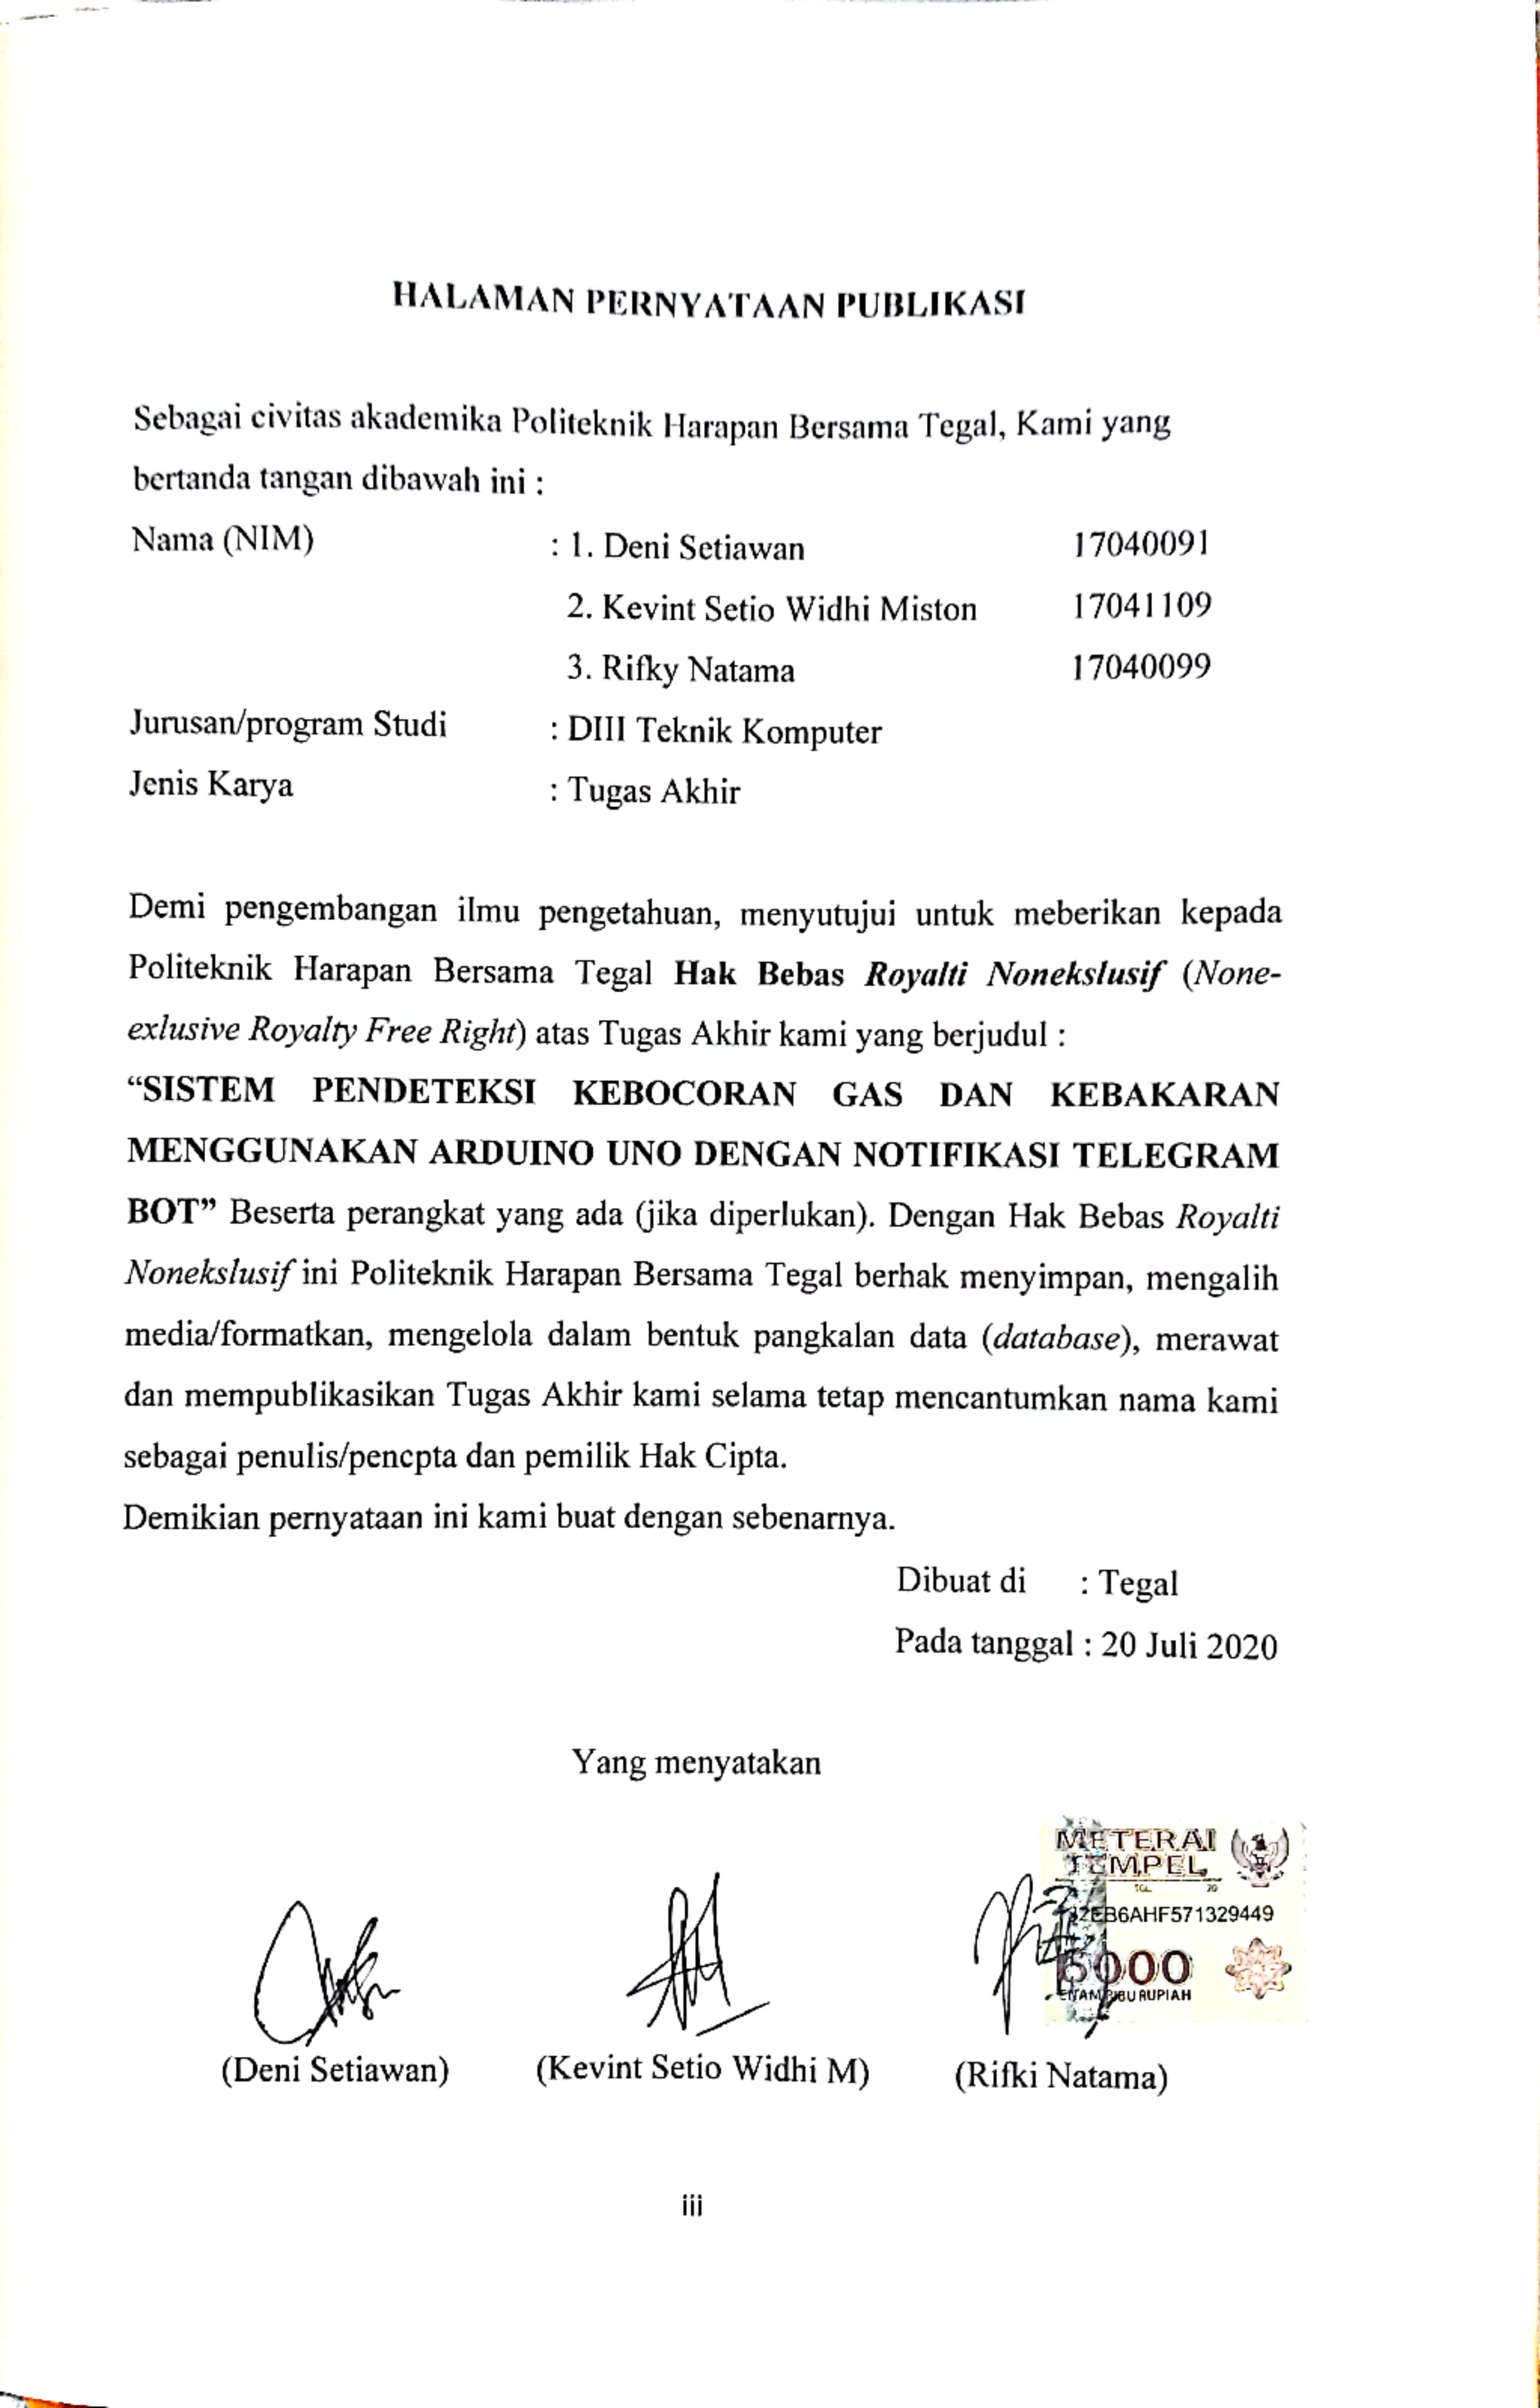 HALAMAN PERNYATAAN PUBLIKASI
Sebagai civitas akademika Politeknik Harapan Bersama Tegal, Kami yang
bertanda tangan dibawah ini :
Nama (NIM) : 1. Deni Setiawan 17040091
2. Kevint Setio Widhi Miston 17041109
3. Rifky Natama 17040099
Jurusan/program Studi : DIII Teknik Komputer
Jenis Karya : Tugas Akhir
Demi pengembangan ilmu pengetahuan, menyutujui untuk meberikan kepada
Politeknik Harapan Bersama Tegal Hak Bebas Royalti Nonekslusif (None-
exlusive Royalty Free Right) atas Tugas Akhir kami yang berjudul :
“SISTEM PENDETEKSI KEBOCORAN GAS DAN KEBAKARAN
MENGGUNAKAN ARDUINO UNO DENGAN NOTIFIKASI TELEGRAM
BOT” Beserta perangkat yang ada (jika diperlukan). Dengan Hak Bebas Royalti
Nonekslusif ini Politeknik Harapan Bersama Tegal berhak menyimpan, mengalih
media/formatkan, mengelola dalam bentuk pangkalan data (database), merawat
dan mempublikasikan Tugas Akhir kami selama tetap mencantumkan nama kami
sebagai penulis/pencpta dan pemilik Hak Cipta.
Demikian pernyataan ini kami buat dengan sebenarnya.
Dibuat di : Tegal
Pada tanggal : 20 Juli 2020
Yang menyatakan
METERAI
TEMPEL
TGL 20
6000
ENAM RIBU RUPIAH
(Deni Setiawan) (Kevint Setio Widhi M) (Rifki Natama)
iii